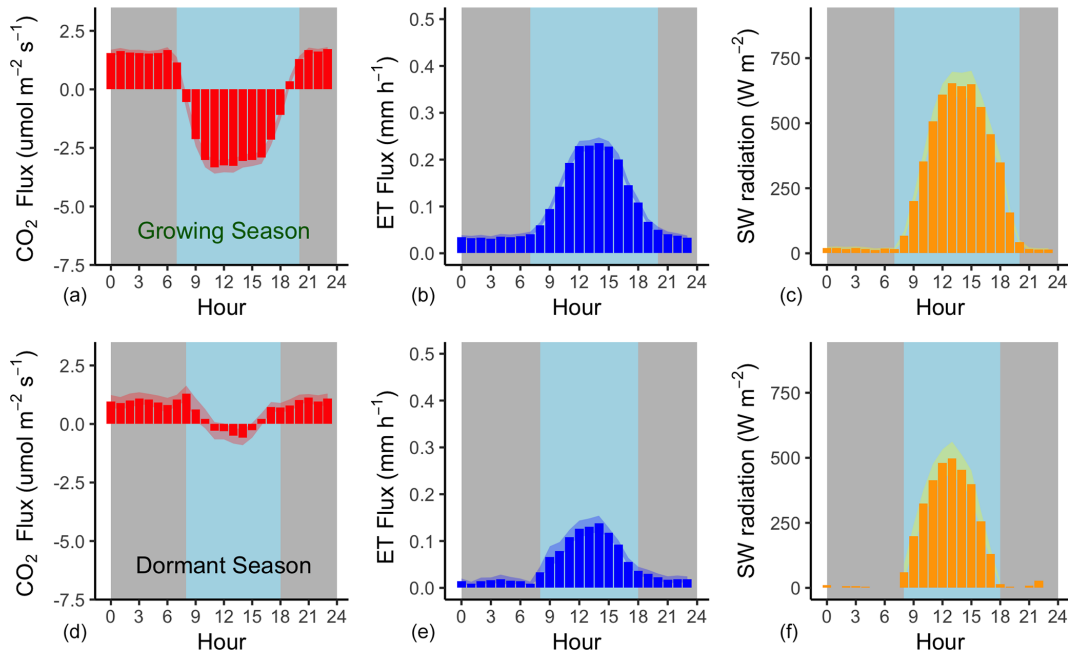 CO₂ Flux (umol m⁻² s⁻¹)
2.5
0.0
-2.5
-5.0
-7.5
Growing Season
0 3 6 9 12 15 18 21 24
(a)
Hour
ET Flux (mm h⁻¹)
0.5
0.4
0.3
0.2
0.1
0.0
0 3 6 9 12 15 18 21 24
(b)
Hour
SW radiation (W m⁻²)
750
500
250
0
0 3 6 9 12 15 18 21 24
(c)
Hour
CO₂ Flux (umol m⁻² s⁻¹)
2.5
0.0
-2.5
-5.0
-7.5
Dormant Season
0 3 6 9 12 15 18 21 24
(d)
Hour
ET Flux (mm h⁻¹)
0.5
0.4
0.3
0.2
0.1
0.0
0 3 6 9 12 15 18 21 24
(e)
Hour
SW radiation (W m⁻²)
750
500
250
0
0 3 6 9 12 15 18 21 24
(f)
Hour